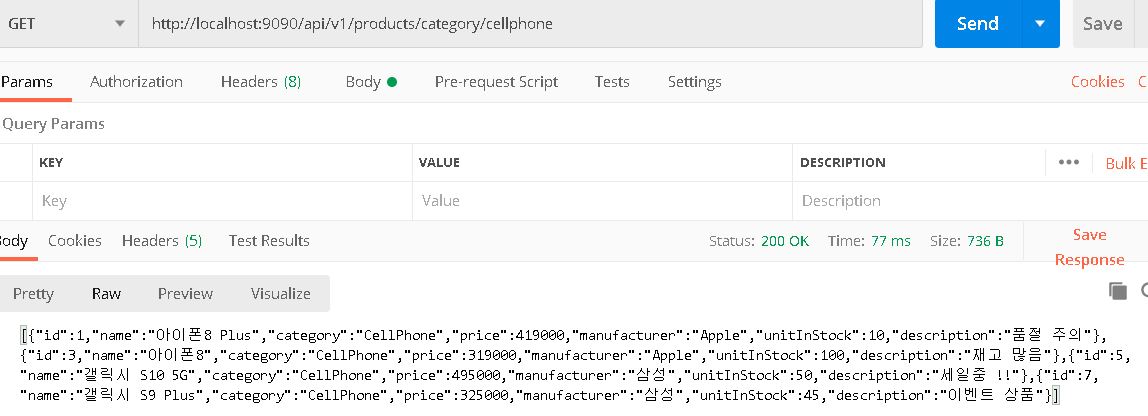 GET http://localhost:9090/api/v1/products/category/cellphone Send Save
Params Authorization Headers (8) Body Pre-request Script Tests Settings Cookies C
Query Params
KEY VALUE DESCRIPTION ••• Bulk E
Key Value Description
Body Cookies Headers (5) Test Results Status: 200 OK Time: 77 ms Size: 736 B Save
Response
Pretty Raw Preview Visualize
[{"id":1,"name":"아이폰8 Plus","category":"CellPhone","price":419000,"manufacturer":"Apple","unitInStock":10,"description":"품절 주의"},
{"id":3,"name":"아이폰8","category":"CellPhone","price":319000,"manufacturer":"Apple","unitInStock":100,"description":"재고 많음"},{"id":5,
"name":"갤럭시 S10 5G","category":"CellPhone","price":495000,"manufacturer":"삼성","unitInStock":50,"description":"세일중 !!"},{"id":7,
"name":"갤럭시 S9 Plus","category":"CellPhone","price":325000,"manufacturer":"삼성","unitInStock":45,"description":"이벤트 상품"}]